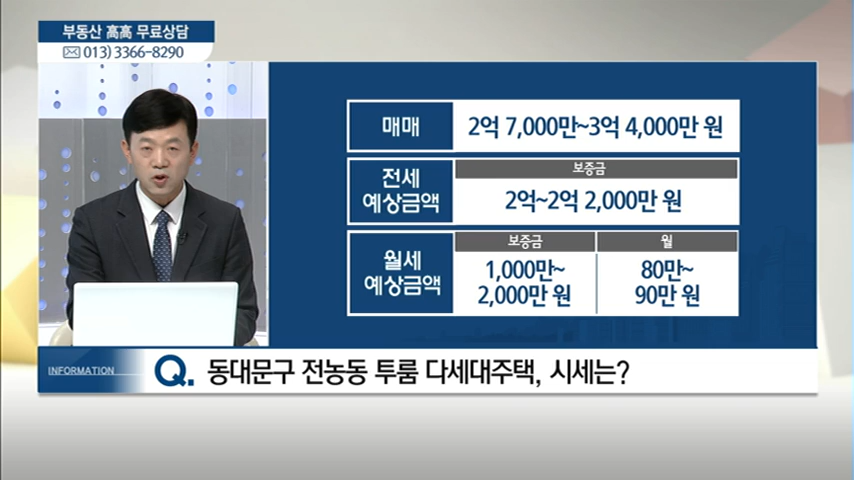 부동산 高高 무료상담
013) 3366-8290
매매
2억 7,000만~3억 4,000만 원
전세
예상금액
보증금
2억~2억 2,000만 원
월세
예상금액
보증금
월
1,000만~
2,000만 원
80만~
90만 원
INFORMATION
Q. 동대문구 전농동 투룸 다세대주택, 시세는?